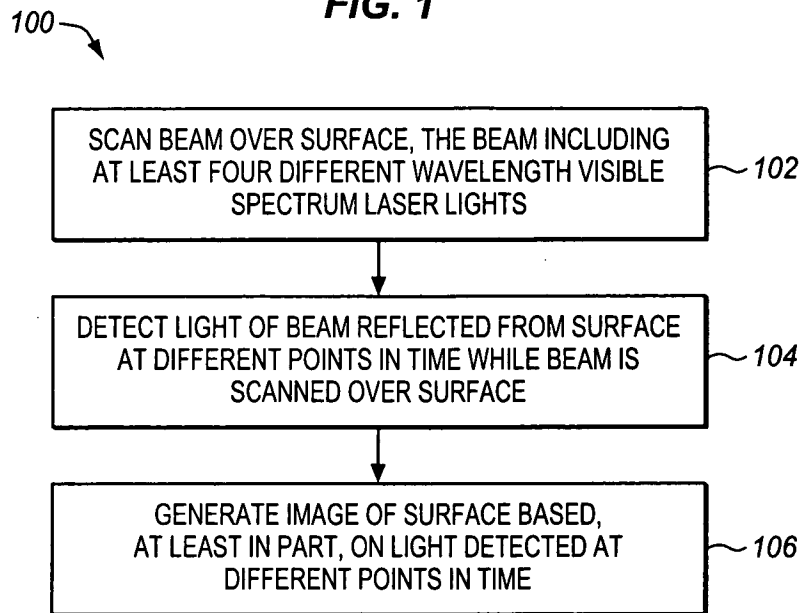 FIG. 1
100
SCAN BEAM OVER SURFACE, THE BEAM INCLUDING
AT LEAST FOUR DIFFERENT WAVELENGTH VISIBLE
SPECTRUM LASER LIGHTS
102
DETECT LIGHT OF BEAM REFLECTED FROM SURFACE
AT DIFFERENT POINTS IN TIME WHILE BEAM IS
SCANNED OVER SURFACE
104
GENERATE IMAGE OF SURFACE BASED,
AT LEAST IN PART, ON LIGHT DETECTED AT
DIFFERENT POINTS IN TIME
106